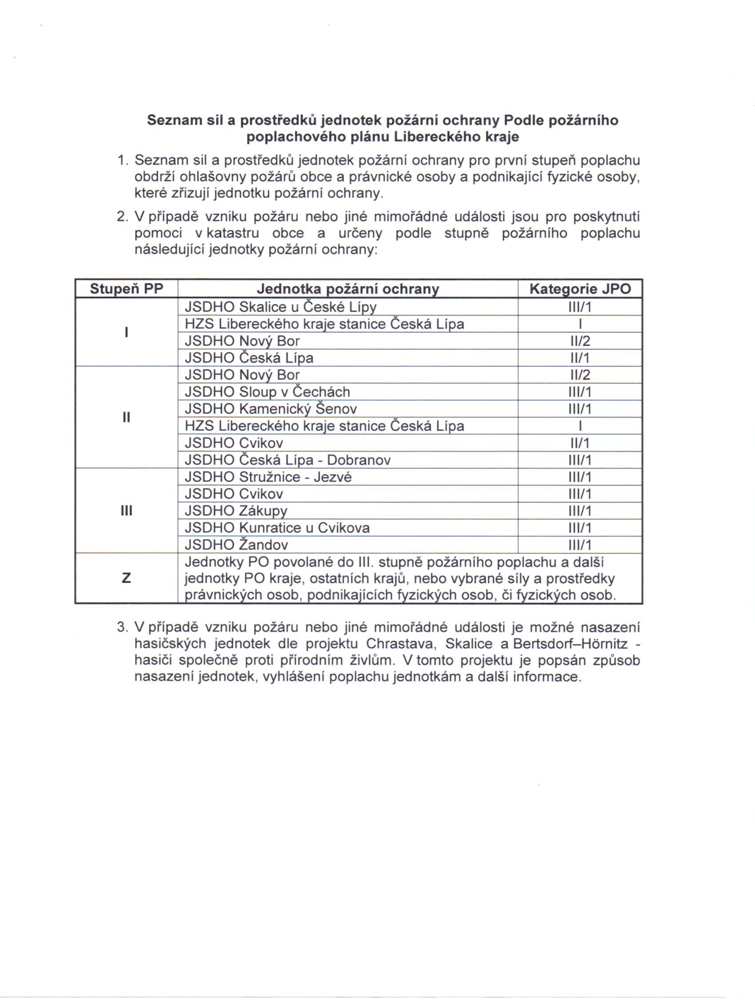 Seznam sil a prostředků jednotek požární ochrany Podle požárního
poplachového plánu Libereckého kraje
1. Seznam sil a prostředků jednotek požární ochrany pro první stupeň poplachu
obdrží ohlašovny požárů obce a právnické osoby a podnikající fyzické osoby,
které zřizují jednotku požární ochrany.
2. V případě vzniku požáru nebo jiné mimořádné události jsou pro poskytnutí
pomoci v katastru obce a určeny podle stupně požárního poplachu
následující jednotky požární ochrany:
Stupeň PP Jednotka požární ochrany Kategorie JPO
I
JSDHO Skalice u České Lípy III/1
HZS Libereckého kraje stanice Česká Lípa I
JSDHO Nový Bor II/2
JSDHO Česká Lípa II/1
II
JSDHO Nový Bor II/2
JSDHO Sloup v Čechách III/1
JSDHO Kamenický Šenov III/1
HZS Libereckého kraje stanice Česká Lípa I
JSDHO Cvikov II/1
JSDHO Česká Lípa - Dobranov III/1
III
JSDHO Stružnice - Jezvé III/1
JSDHO Cvikov III/1
JSDHO Zákupy III/1
JSDHO Kunratice u Cvikova III/1
JSDHO Žandov III/1
Z
Jednotky PO povolané do III. stupně požárního poplachu a další
jednotky PO kraje, ostatních krajů, nebo vybrané síly a prostředky
právnických osob, podnikajících fyzických osob, či fyzických osob.
3. V případě vzniku požáru nebo jiné mimořádné události je možné nasazení
hasičských jednotek dle projektu Chrastava, Skalice a Bertsdorf–Hörnitz -
hasiči společně proti přírodním živlům. V tomto projektu je popsán způsob
nasazení jednotek, vyhlášení poplachu jednotkám a další informace.